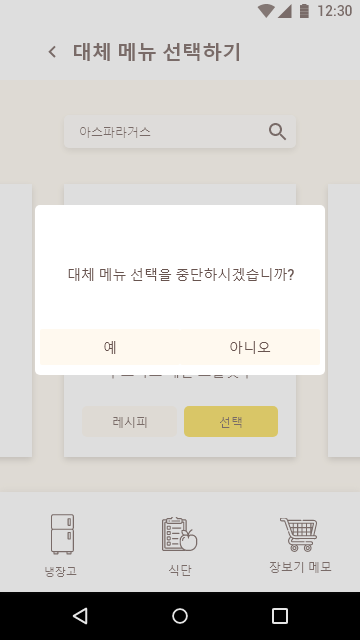 12:30
대체 메뉴 선택하기
아스파라거스
대체 메뉴 선택을 중단하시겠습니까?
예 아니오
레시피 선택
냉장고 식단 장보기 메모